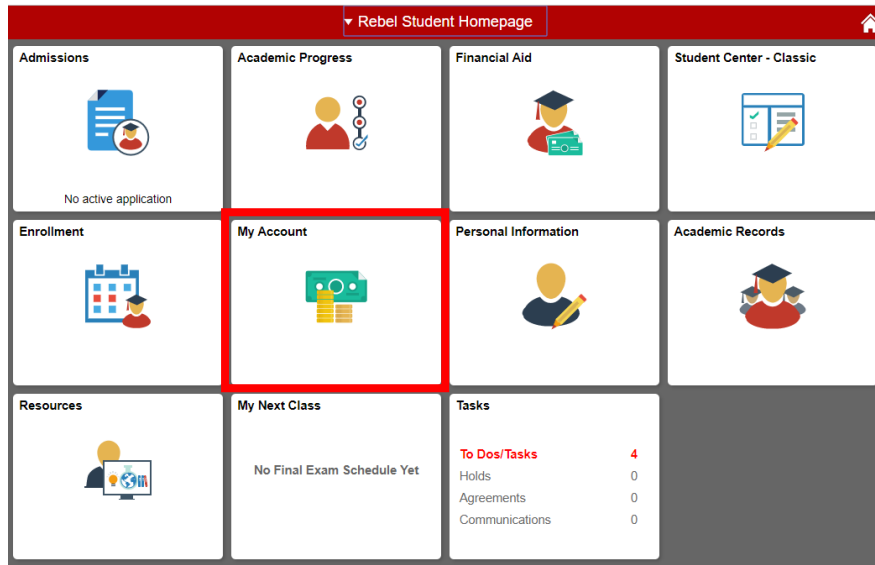 Rebel Student Homepage
Admissions
No active application
Academic Progress
Financial Aid
Student Center - Classic
Enrollment
My Account
Personal Information
Academic Records
Resources
My Next Class
No Final Exam Schedule Yet
Tasks
To Dos/Tasks 4
Holds 0
Agreements 0
Communications 0